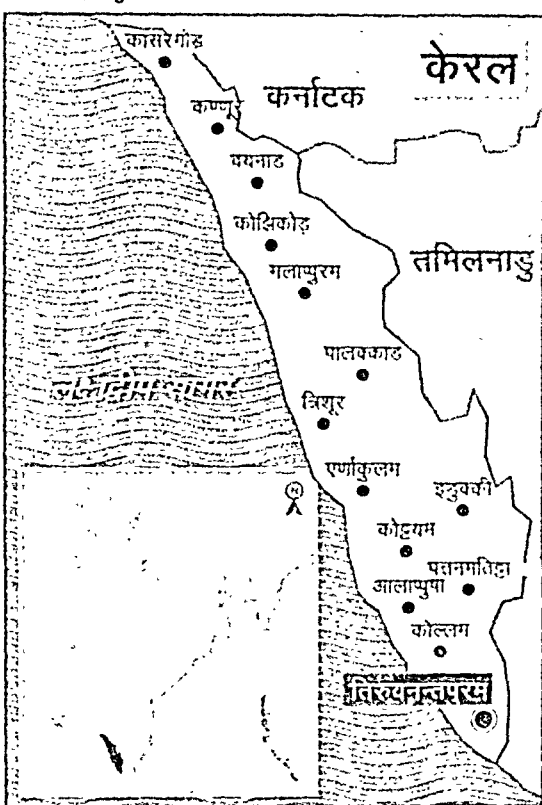 कासरगोड़
केरल
कर्नाटक
कण्णूर
वयनाड
कोझिकोड़
मलाप्पुरम
तमिलनाडु
पालक्काड
त्रिशूर
एर्णाकुलम
इडुक्की
कोट्टयम
पत्तनमतिट्टा
आलाप्पुषा
कोल्लम
तिरुवनन्तपुरम
N